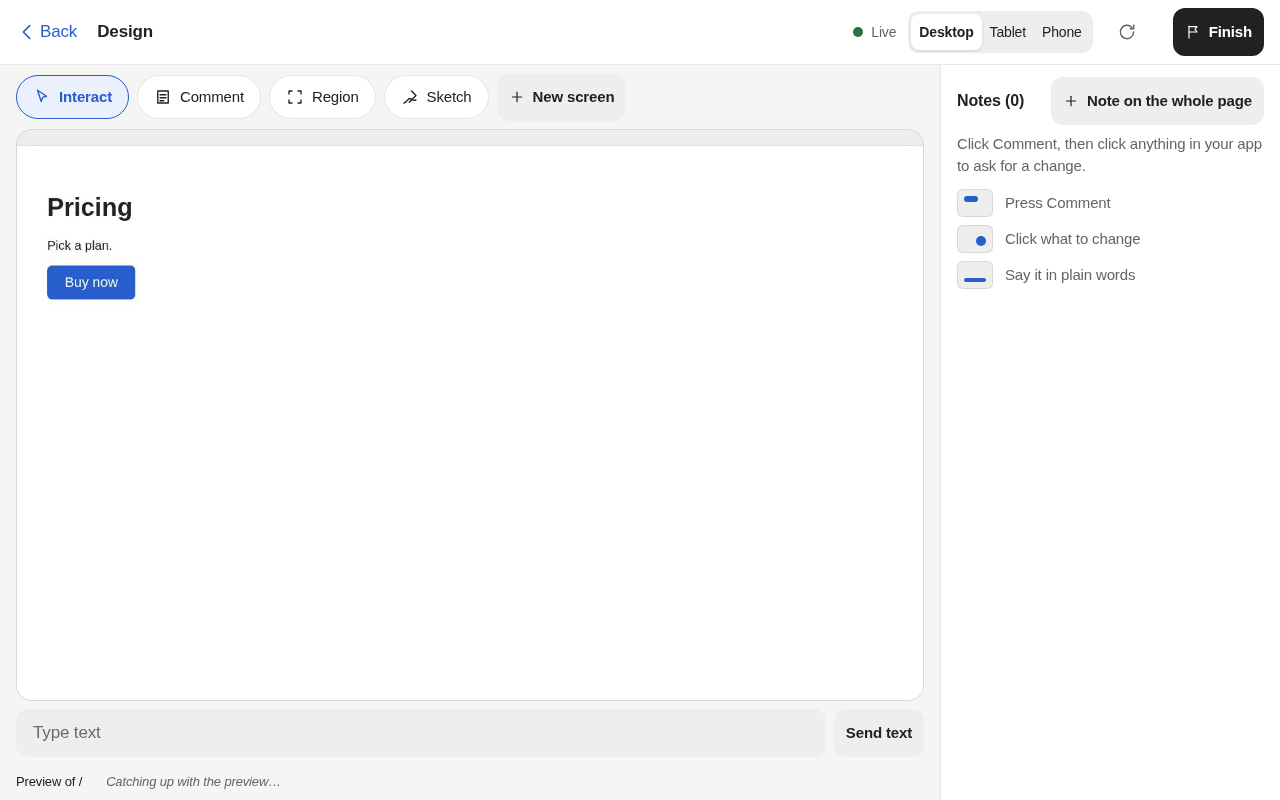 Back
Design
Live
Desktop
Tablet
Phone
Finish
Interact
Comment
Region
Sketch
New screen
Pricing
Pick a plan.
Buy now
Type text
Send text
Preview of /
Catching up with the preview…
Notes (0)
Note on the whole page
Click Comment, then click anything in your app
to ask for a change.
Press Comment
Click what to change
Say it in plain words